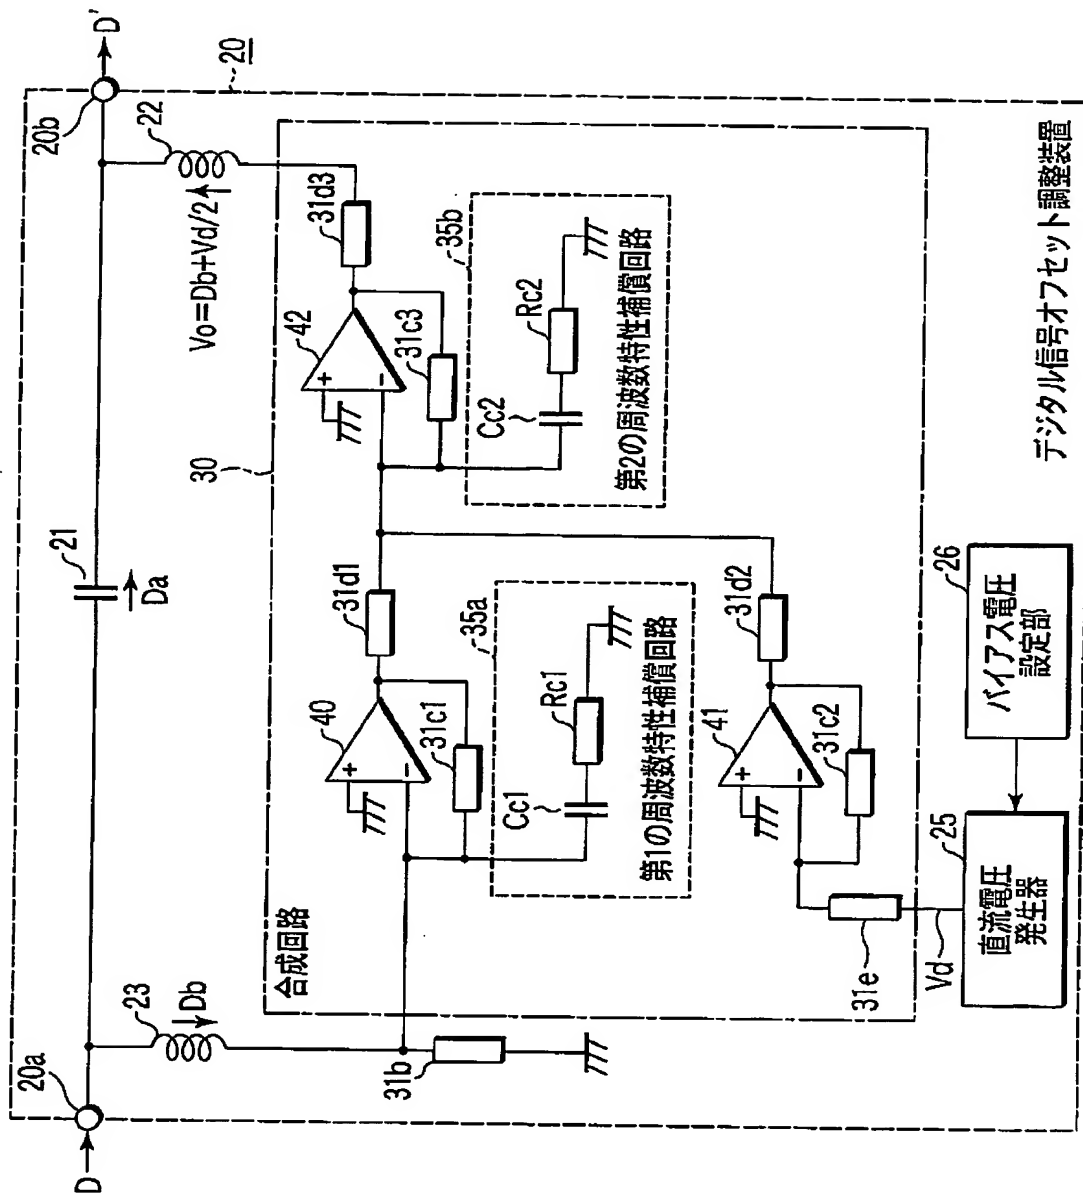 D
20a
23
Db
31b
21
Da
20b
D'
20
22
Vo=Db+Vd/2
30
合成回路
40
+
−
31c1
31d1
35a
Cc1
Rc1
第1の周波数特性補償回路
42
+
−
31c3
31d3
35b
Cc2
Rc2
第2の周波数特性補償回路
41
+
−
31c2
31d2
31e
Vd
25
直流電圧
発生器
26
バイアス電圧
設定部
デジタル信号オフセット調整装置